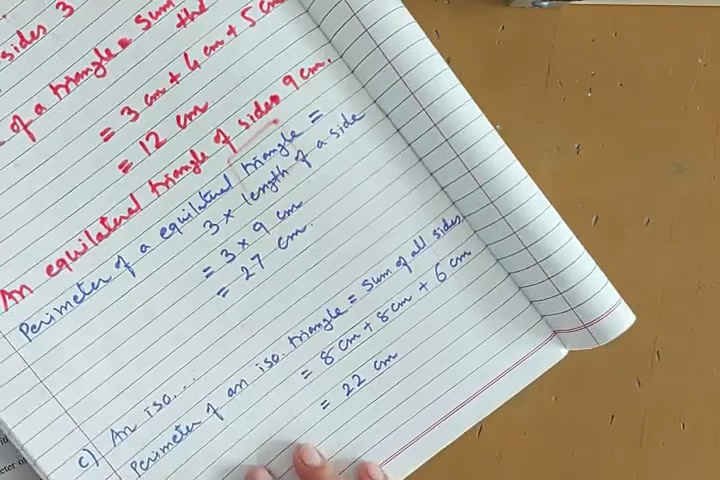 sides 3
of a triangle = sum
the
= 3 cm + 4 cm + 5 cm
= 12 cm.
An equilateral triangle of sides 9 cm.
Perimeter of a equilateral triangle =
3 × length of a side
= 3 × 9 cm
= 27 cm.
c) An iso....
Perimeter of an iso. triangle = sum of all sides.
= 8 cm + 8 cm + 6 cm
= 22 cm